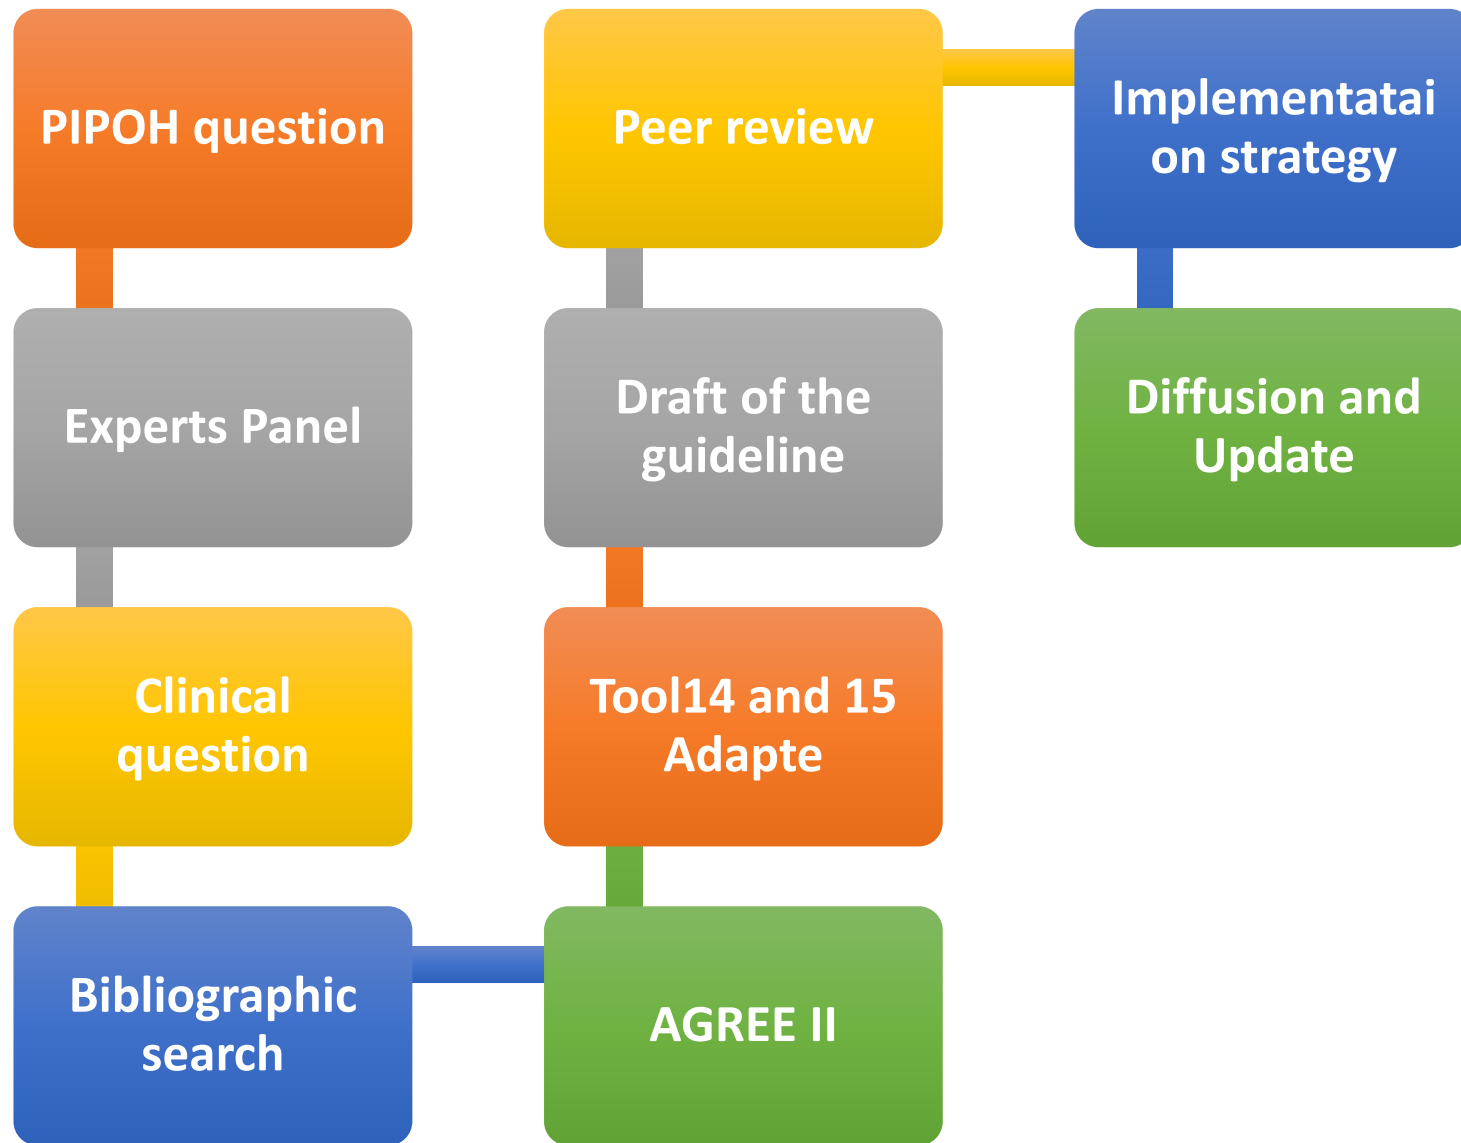 PIPOH question
Experts Panel
Clinical
question
Bibliographic
search
AGREE II
Tool14 and 15
Adapte
Draft of the
guideline
Peer review
Implementatai
on strategy
Diffusion and
Update